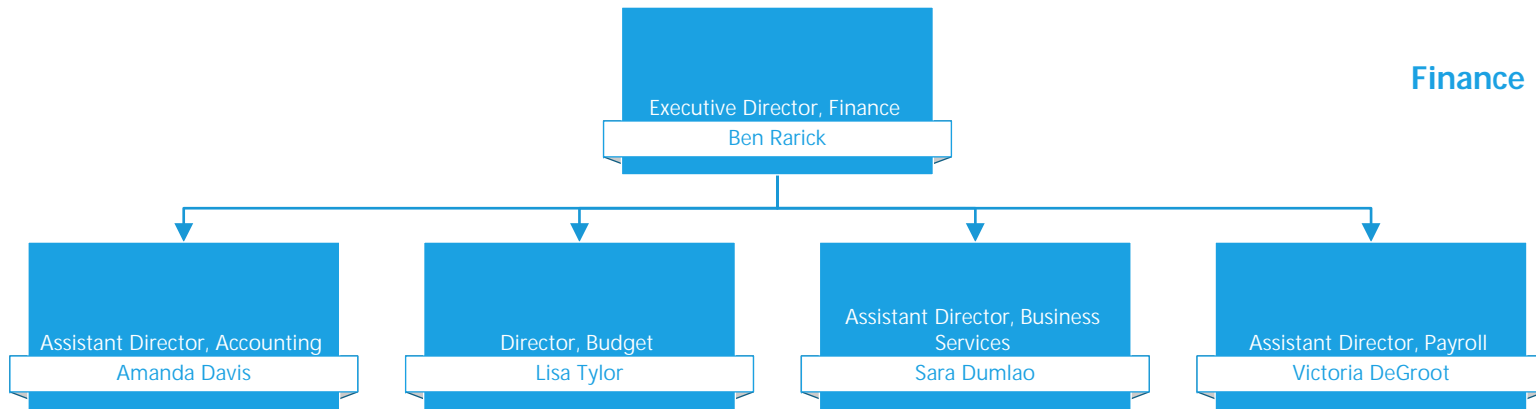 Finance
Executive Director, Finance
Ben Rarick
Assistant Director, Accounting
Amanda Davis
Director, Budget
Lisa Tylor
Assistant Director, Business
Services
Sara Dumlao
Assistant Director, Payroll
Victoria DeGroot